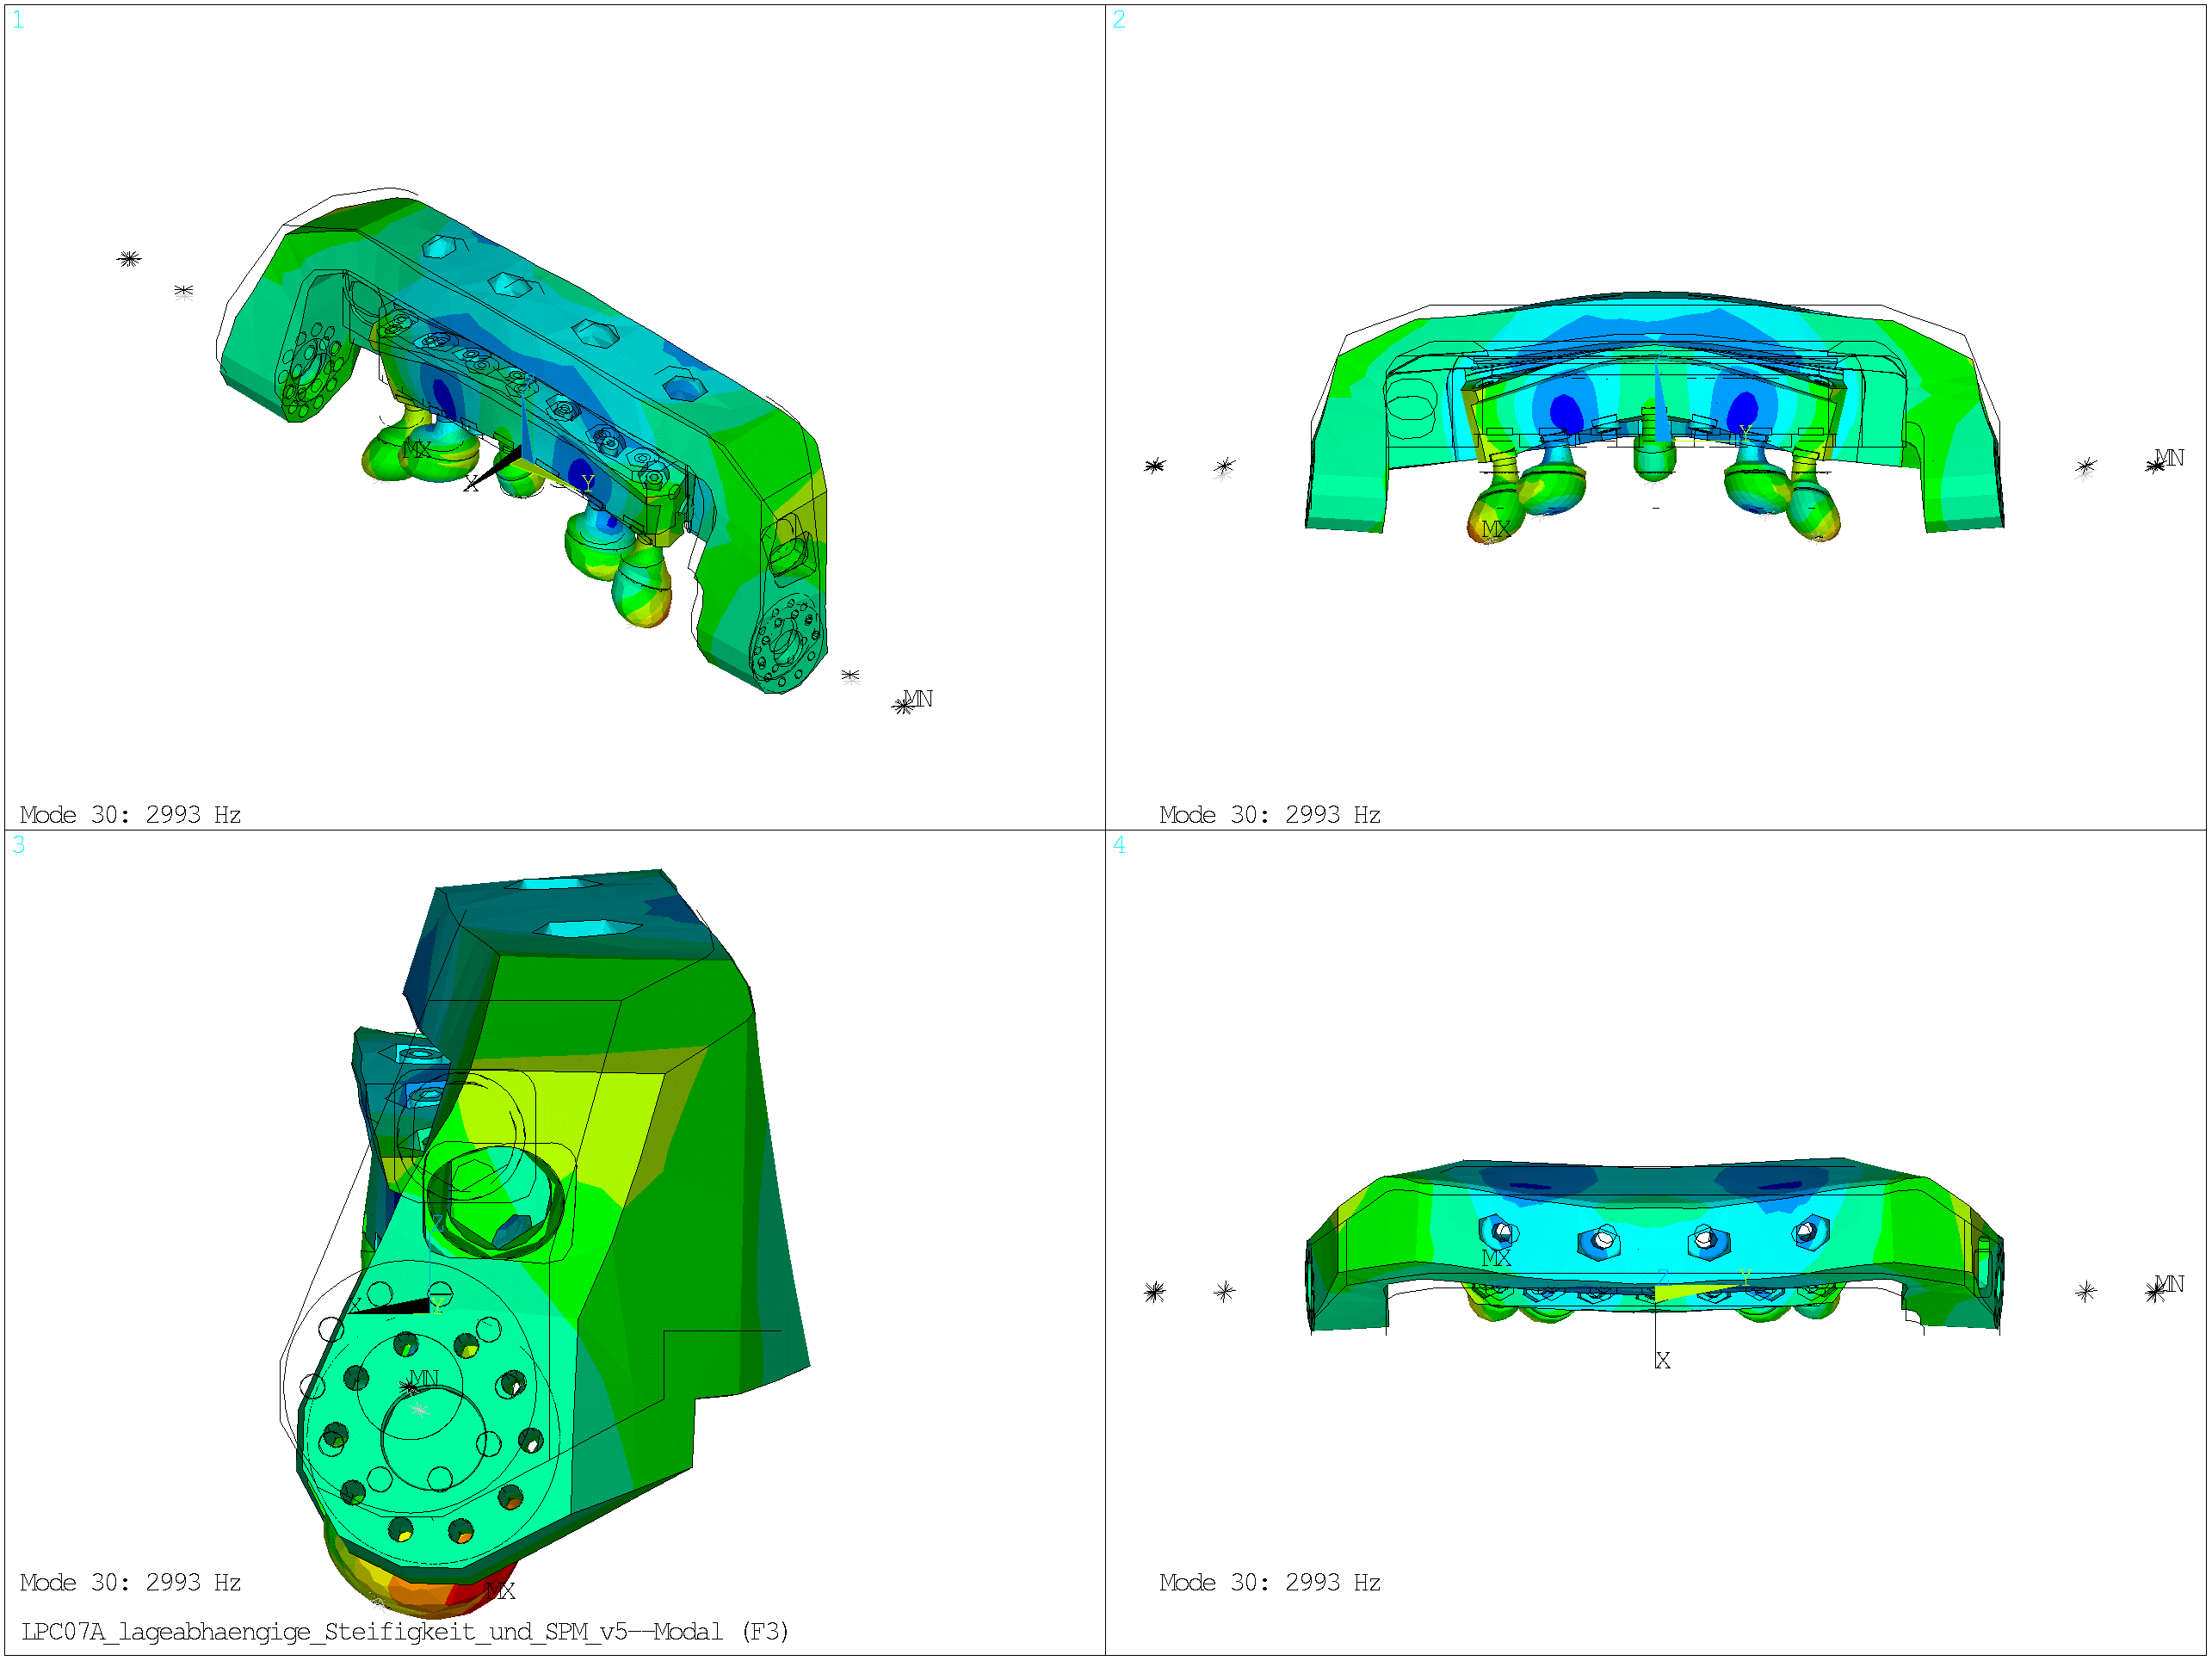 1
MX
X
Y
MN
Mode 30: 2993 Hz
2
Z
Y
MN
MX
Mode 30: 2993 Hz
3
Z
X
Y
MN
MX
Mode 30: 2993 Hz
LPC07A_lageabhaengige_Steifigkeit_und_SPM_v5--Modal (F3)
4
MX
Z
Y
MN
X
Mode 30: 2993 Hz